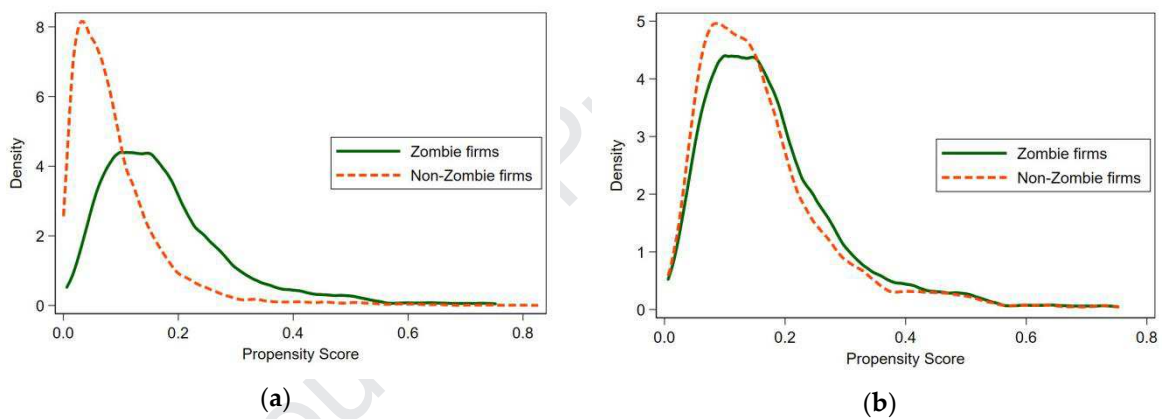 8
6
4
2
0
Density
0.0 0.2 0.4 0.6 0.8
Propensity Score
Zombie firms
Non-Zombie firms
(a)
5
4
3
2
1
0
Density
0.0 0.2 0.4 0.6 0.8
Propensity Score
Zombie firms
Non-Zombie firms
(b)